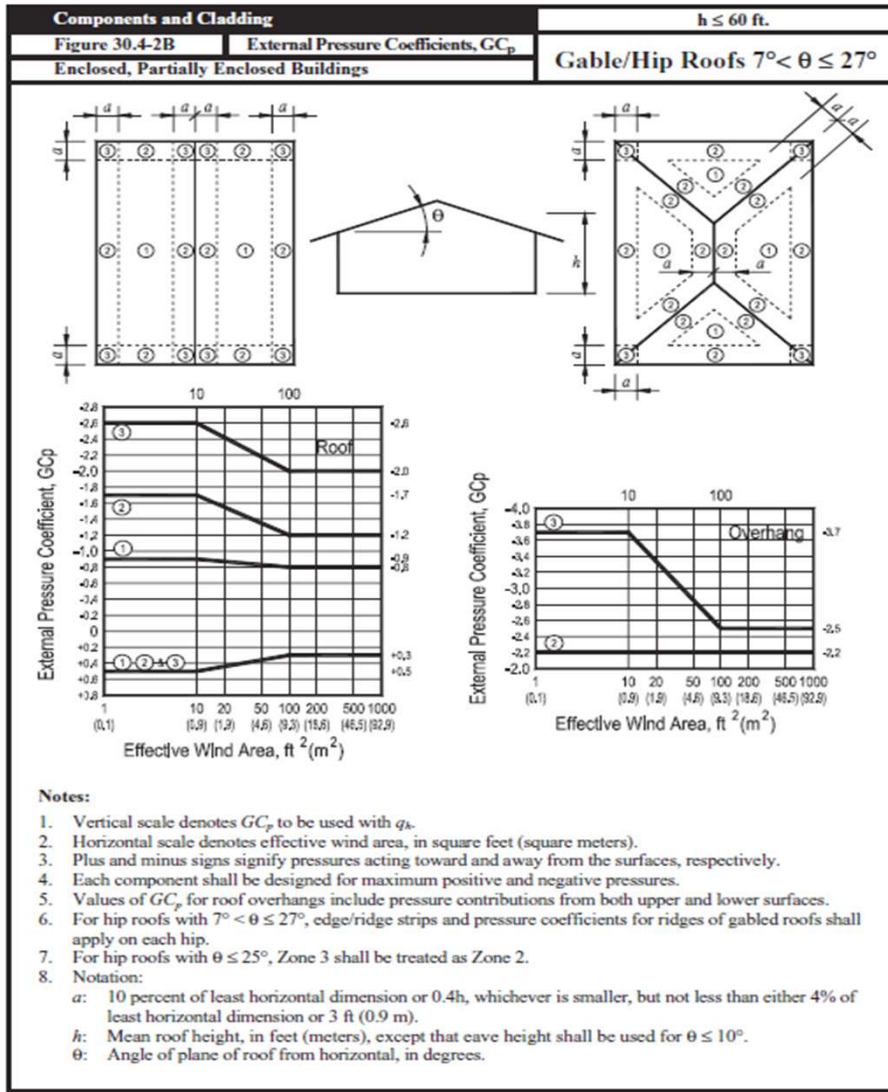 Components and Cladding
h ≤ 60 ft.
Figure 30.4-2B
External Pressure Coefficients, GCp
Gable/Hip Roofs 7°< θ ≤ 27°
Enclosed, Partially Enclosed Buildings
a a a a
a
3 2 3 3 2 3
2 1 2 2 1 2
a
3 2 3 3 2 3
θ
h
a
a a
a
3 2 3
1
2 2
2 2
2 1 2 2 1 2
a a
2 2
2 2
1
a
3 2 3
a
10 100
External Pressure Coefficient, GCp
-2.8
-2.6
-2.4
-2.2
-2.0
-1.8
-1.6
-1.4
-1.2
-1.0
-0.8
-0.6
-0.4
-0.2
0
+0.2
+0.4
+0.6
+0.8
Roof
3
2
1
1 2 & 3
-2.6
-2.0
-1.7
-1.2
-0.9
-0.8
+0.3
+0.5
1 10 20 50 100 200 500 1000
(0.1) (0.9) (1.9) (4.6) (9.3) (18.6) (46.5) (92.9)
Effective Wind Area, ft 2(m2)
10 100
External Pressure Coefficient, GCp
-4.0
-3.8
-3.6
-3.4
-3.2
-3.0
-2.8
-2.6
-2.4
-2.2
-2.0
Overhang
3
2
-3.7
-2.5
-2.2
1 10 20 50 100 200 500 1000
(0.1) (0.9) (1.9) (4.6) (9.3) (18.6) (46.5) (92.9)
Effective Wind Area, ft 2(m2)
Notes:
1. Vertical scale denotes GCp to be used with qh.
2. Horizontal scale denotes effective wind area, in square feet (square meters).
3. Plus and minus signs signify pressures acting toward and away from the surfaces, respectively.
4. Each component shall be designed for maximum positive and negative pressures.
5. Values of GCp for roof overhangs include pressure contributions from both upper and lower surfaces.
6. For hip roofs with 7° < θ ≤ 27°, edge/ridge strips and pressure coefficients for ridges of gabled roofs shall
apply on each hip.
7. For hip roofs with θ ≤ 25°, Zone 3 shall be treated as Zone 2.
8. Notation:
a: 10 percent of least horizontal dimension or 0.4h, whichever is smaller, but not less than either 4% of
least horizontal dimension or 3 ft (0.9 m).
h: Mean roof height, in feet (meters), except that eave height shall be used for θ ≤ 10°.
θ: Angle of plane of roof from horizontal, in degrees.